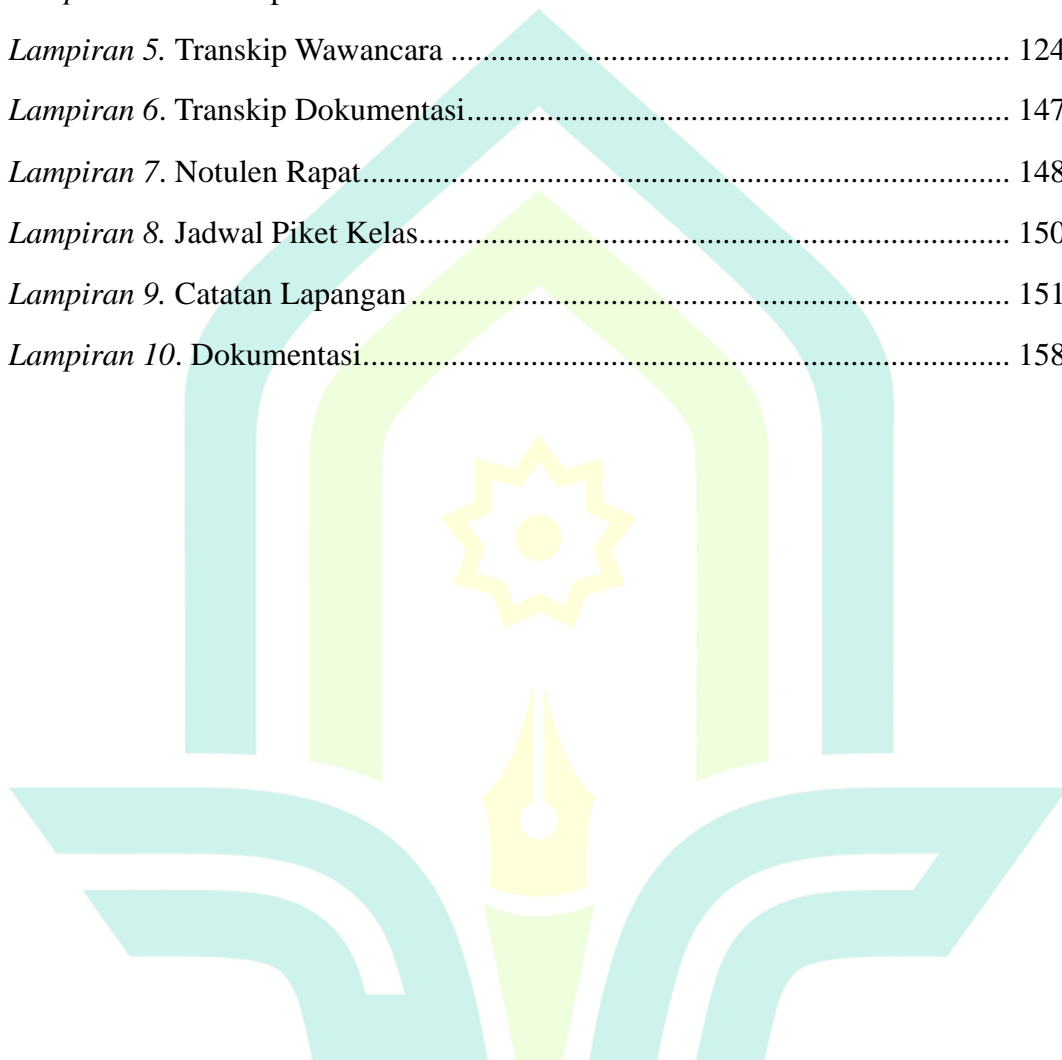 Lampiran 5. Transkip Wawancara ........................................................................ 124
Lampiran 6. Transkip Dokumentasi...................................................................... 147
Lampiran 7. Notulen Rapat................................................................................... 148
Lampiran 8. Jadwal Piket Kelas............................................................................ 150
Lampiran 9. Catatan Lapangan ............................................................................. 151
Lampiran 10. Dokumentasi................................................................................... 158